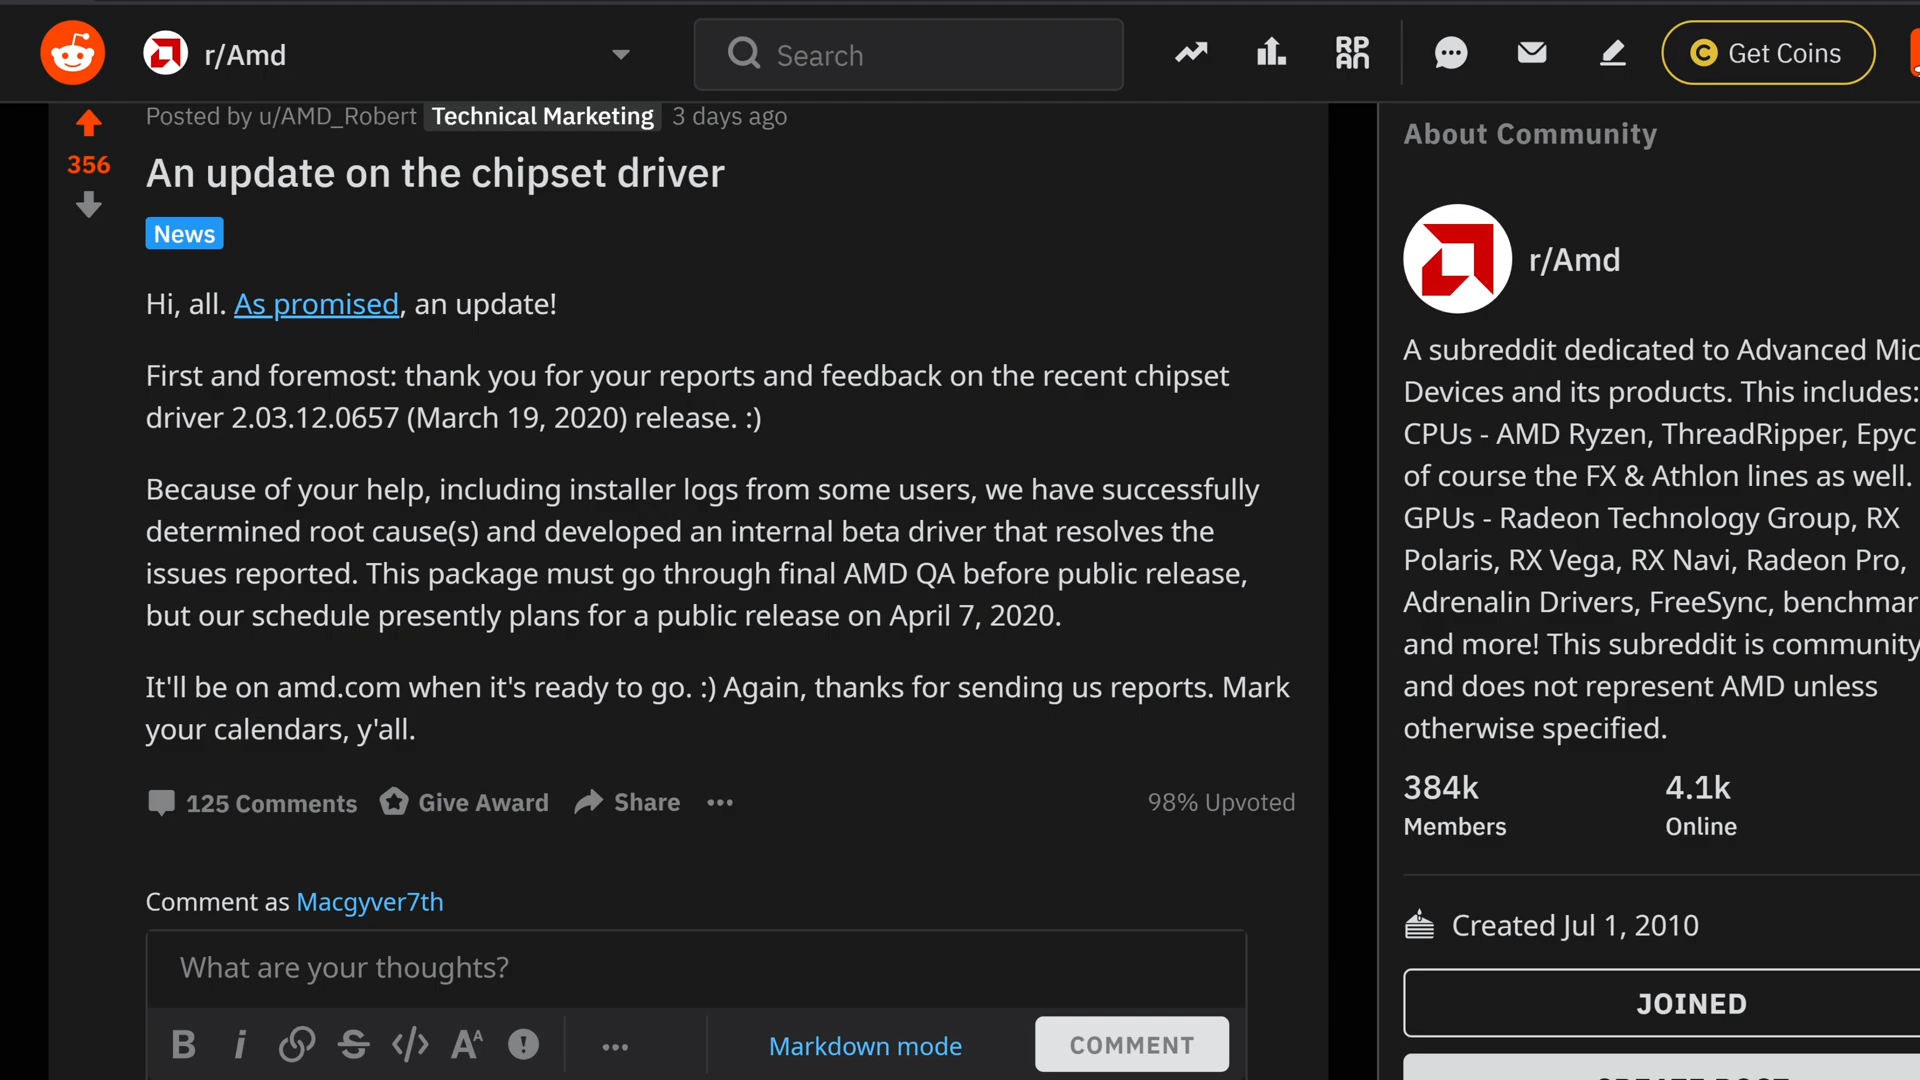 r/Amd
Search
RPAN
Get Coins
Posted by u/AMD_Robert Technical Marketing 3 days ago
356
An update on the chipset driver
News
Hi, all. As promised, an update!
First and foremost: thank you for your reports and feedback on the recent chipset
driver 2.03.12.0657 (March 19, 2020) release. :)
Because of your help, including installer logs from some users, we have successfully
determined root cause(s) and developed an internal beta driver that resolves the
issues reported. This package must go through final AMD QA before public release,
but our schedule presently plans for a public release on April 7, 2020.
It'll be on amd.com when it's ready to go. :) Again, thanks for sending us reports. Mark
your calendars, y'all.
125 Comments Give Award Share 98% Upvoted
Comment as Macgyver7th
What are your thoughts?
Markdown mode
COMMENT
About Community
r/Amd
A subreddit dedicated to Advanced Mic
Devices and its products. This includes:
CPUs - AMD Ryzen, ThreadRipper, Epyc
of course the FX & Athlon lines as well.
GPUs - Radeon Technology Group, RX
Polaris, RX Vega, RX Navi, Radeon Pro,
Adrenalin Drivers, FreeSync, benchmar
and more! This subreddit is community
and does not represent AMD unless
otherwise specified.
384k 4.1k
Members Online
Created Jul 1, 2010
JOINED
CREATE POST